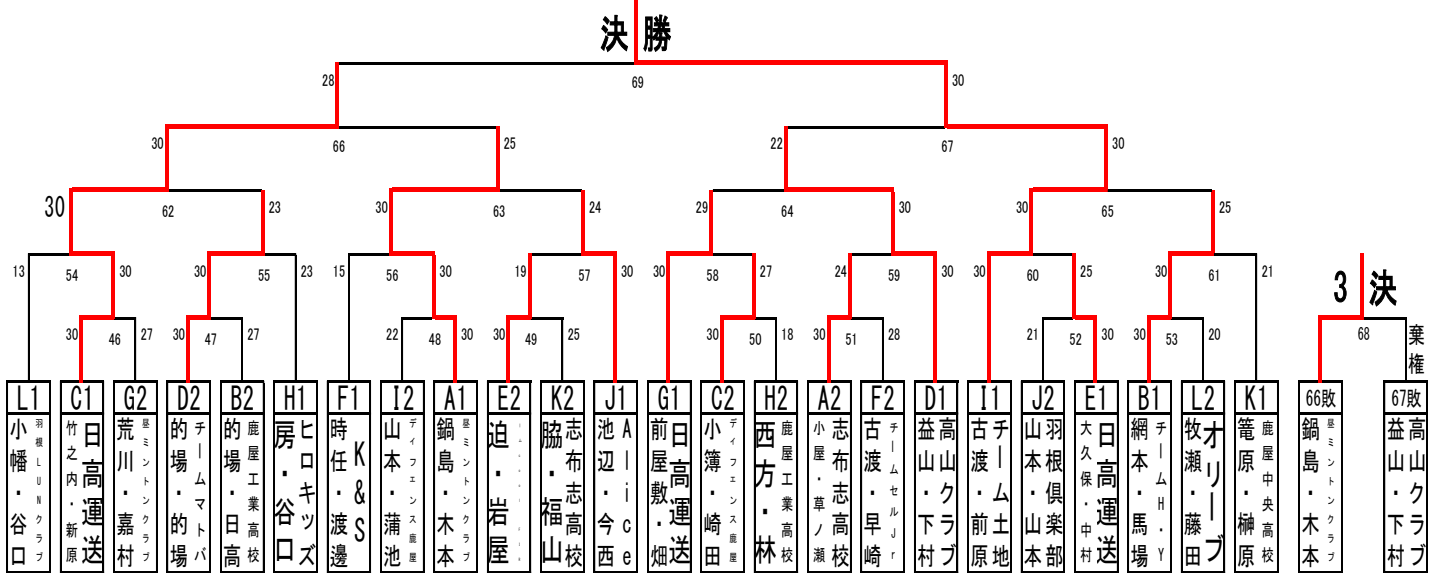 決勝
28 69 30
30 66 25 22 67 30
30 62 23 30 63 24 29 64 30 30 65 25
13 54 30 30 55 23 15 56 30 19 57 30 30 58 27 24 59 30 30 60 25 30 61 21
3決
30 46 27 30 47 27 22 48 30 30 49 25 30 50 18 30 51 28 21 52 30 30 53 20 68 棄権
L1 C1 G2 D2 B2 H1 F1 I2 A1 E2 K2 J1 G1 C2 H2 A2 F2 D1 I1 J2 E1 B1 L2 K1 66敗 67敗
羽根LUNクラブ
小幡・谷口
日高運送
竹之内・新原
昼ミントンクラブ
荒川・嘉村
チームマトバ
的場・的場
鹿屋工業高校
的場・日高
ヒロキッズ
房・谷口
K&S
時任・渡邊
ディフェンス鹿屋
山本・蒲池
昼ミントンクラブ
鍋島・木本
迫・岩屋
志布志高校
脇・福山
Alice
池辺・今西
日高運送
前屋敷・畑
ディフェンス鹿屋
小簿・崎田
鹿屋工業高校
西方・林
志布志高校
小屋・草ノ瀬
チームセルJr
古渡・早崎
高山クラブ
益山・下村
チーム土地
古渡・前原
羽根倶楽部
山本・山本
日高運送
大久保・中村
チームH・Y
網本・馬場
オリーブ
牧瀬・藤田
鹿屋中央高校
篭原・榊原
昼ミントンクラブ
鍋島・木本
高山クラブ
益山・下村